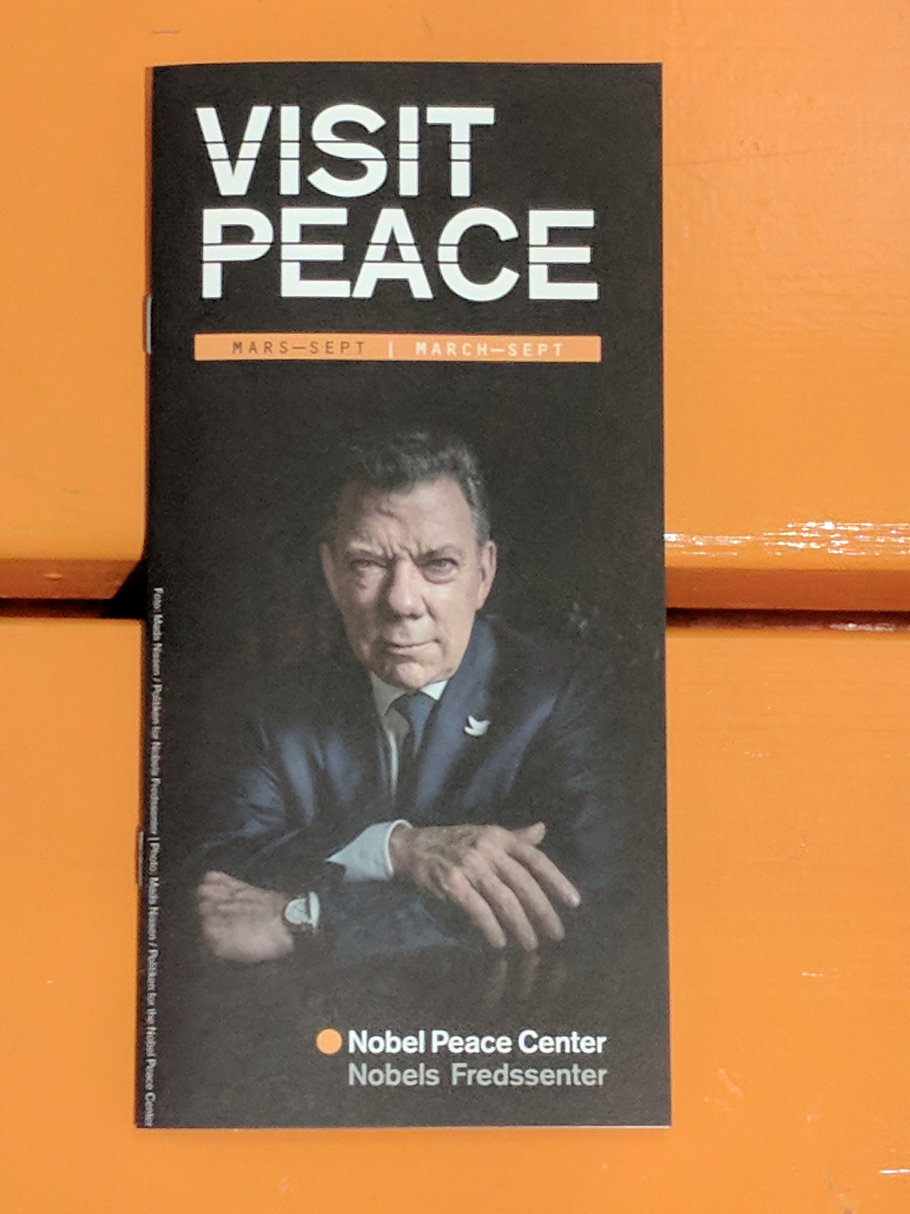 VISIT
PEACE
MARS—SEPT | MARCH—SEPT
Foto: Mads Nissen / Politiken for Nobels Fredssenter | Photo: Mads Nissen / Politiken for the Nobel Peace Center
Nobel Peace Center
Nobels Fredssenter